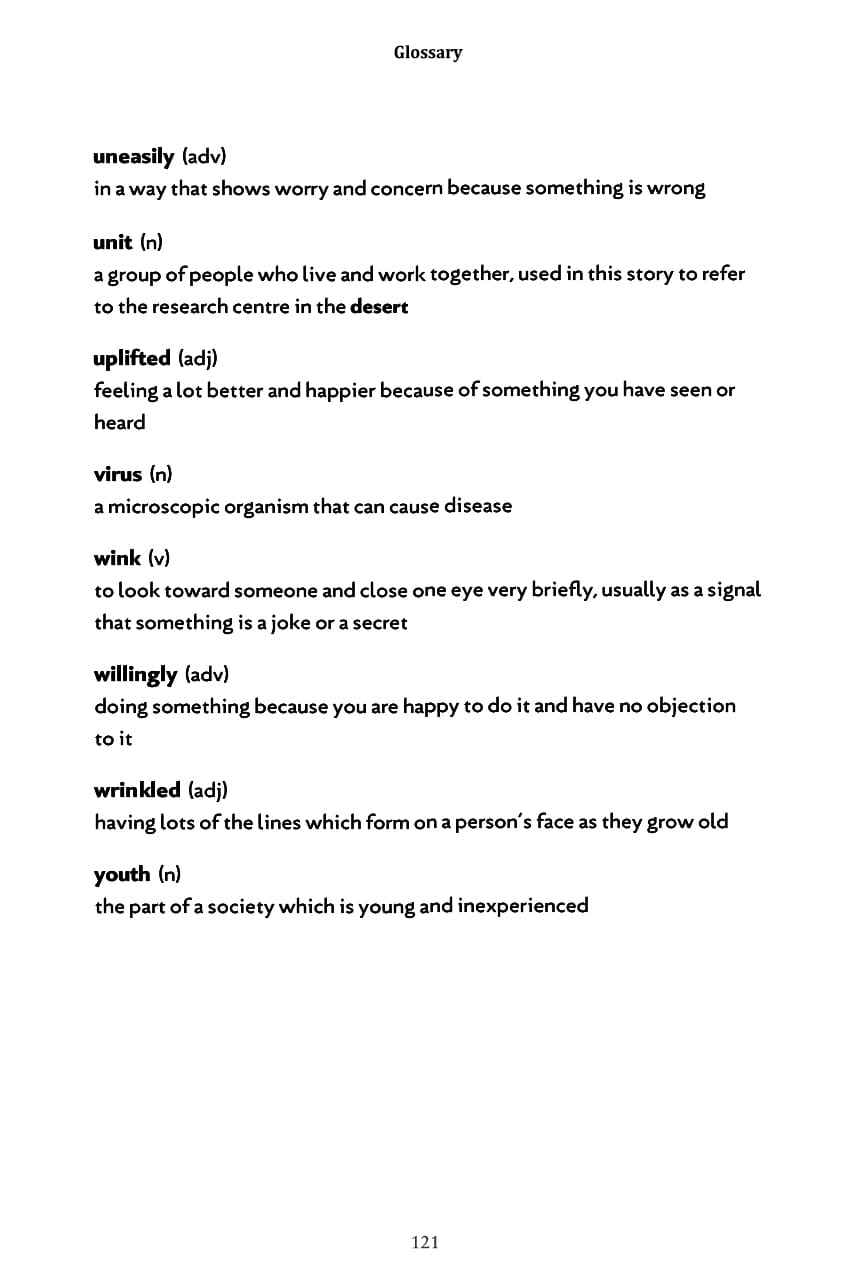 Glossary
uneasily (adv)
in a way that shows worry and concern because something is wrong
unit (n)
a group of people who live and work together, used in this story to refer
to the research centre in the desert
uplifted (adj)
feeling a lot better and happier because of something you have seen or
heard
virus (n)
a microscopic organism that can cause disease
wink (v)
to look toward someone and close one eye very briefly, usually as a signal
that something is a joke or a secret
willingly (adv)
doing something because you are happy to do it and have no objection
to it
wrinkled (adj)
having lots of the lines which form on a person's face as they grow old
youth (n)
the part of a society which is young and inexperienced
121